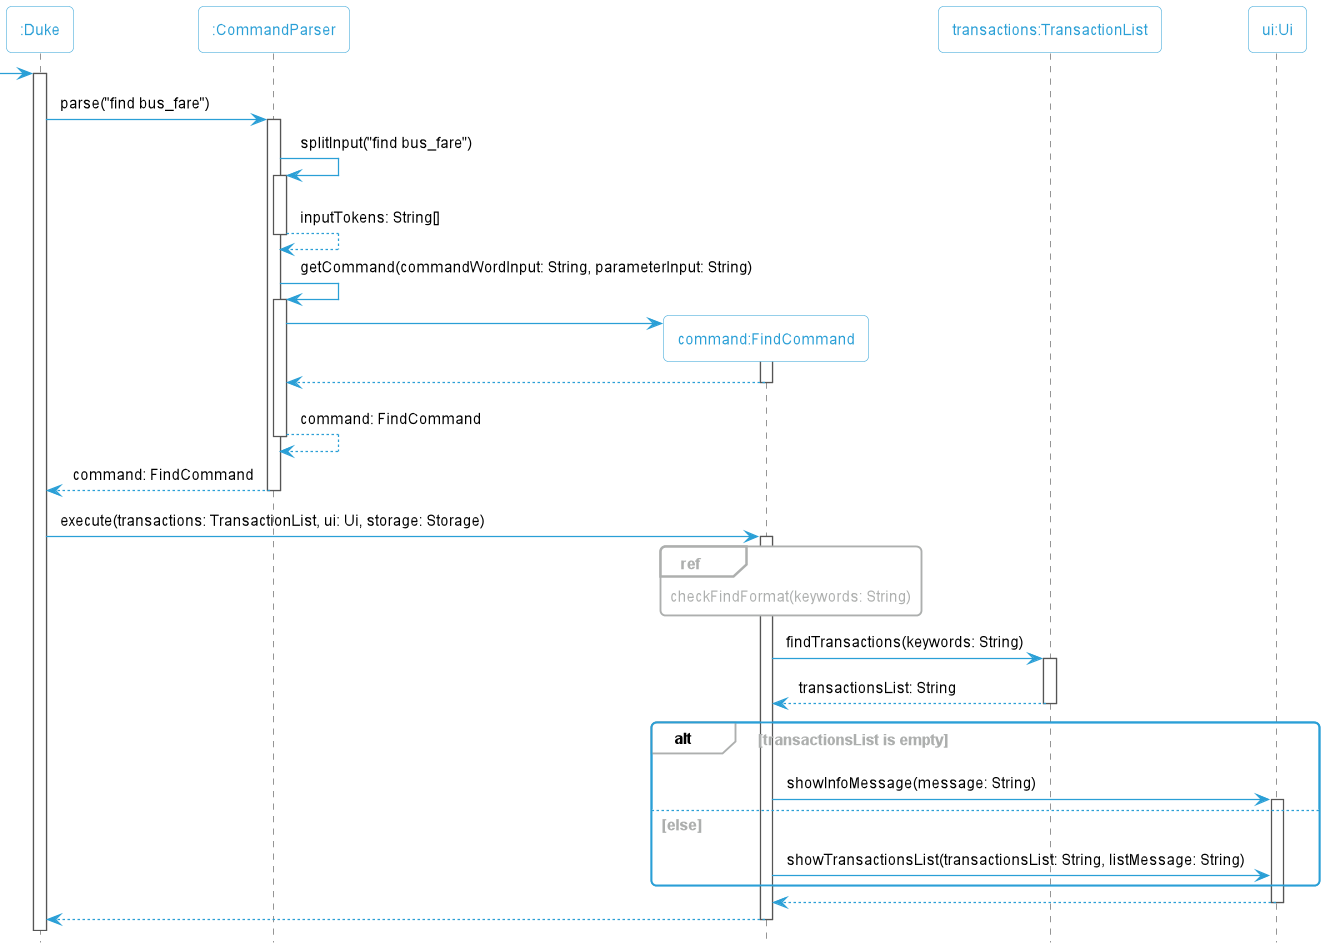 :Duke
:CommandParser
transactions:TransactionList
ui:Ui
parse("find bus_fare")
splitInput("find bus_fare")
inputTokens: String[]
getCommand(commandWordInput: String, parameterInput: String)
command:FindCommand
command: FindCommand
command: FindCommand
execute(transactions: TransactionList, ui: Ui, storage: Storage)
ref
checkFindFormat(keywords: String)
findTransactions(keywords: String)
transactionsList: String
alt
[transactionsList is empty]
showInfoMessage(message: String)
[else]
showTransactionsList(transactionsList: String, listMessage: String)